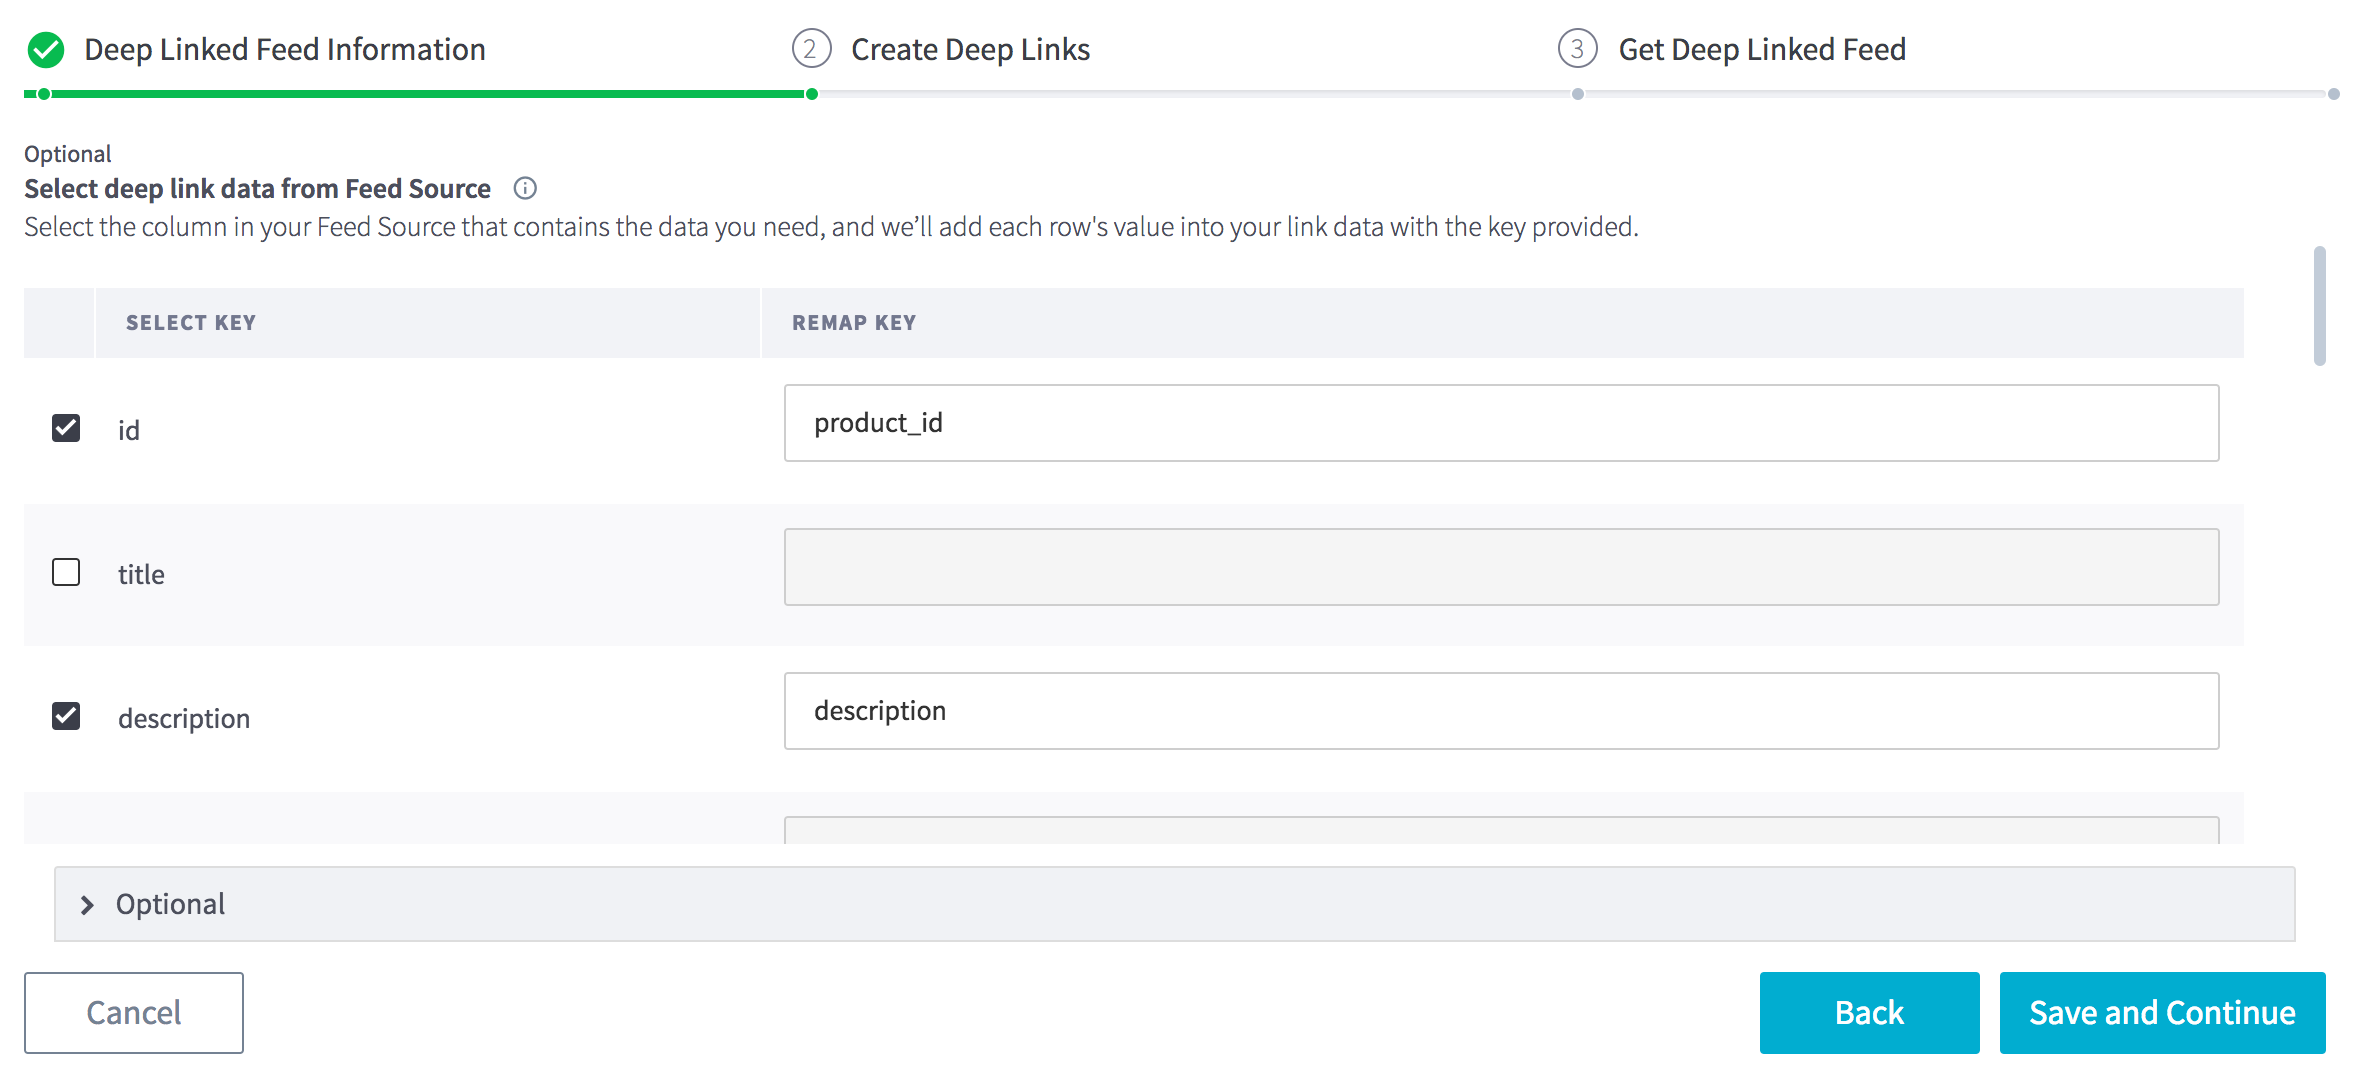 Deep Linked Feed Information
2 Create Deep Links
3 Get Deep Linked Feed
Optional
Select deep link data from Feed Source
Select the column in your Feed Source that contains the data you need, and we’ll add each row's value into your link data with the key provided.
SELECT KEY REMAP KEY
id product_id
title
description description
Optional
Cancel Back Save and Continue